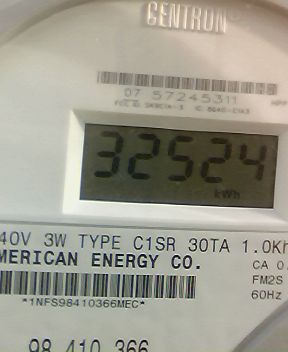 CENTRON
07 57245311
32524
kWh
40V 3W TYPE C1SR 30TA 1.0Kh
MERICAN ENERGY CO.
CA 0.
*1NFS98410366MEC*
FM2S
60Hz
98 410 366